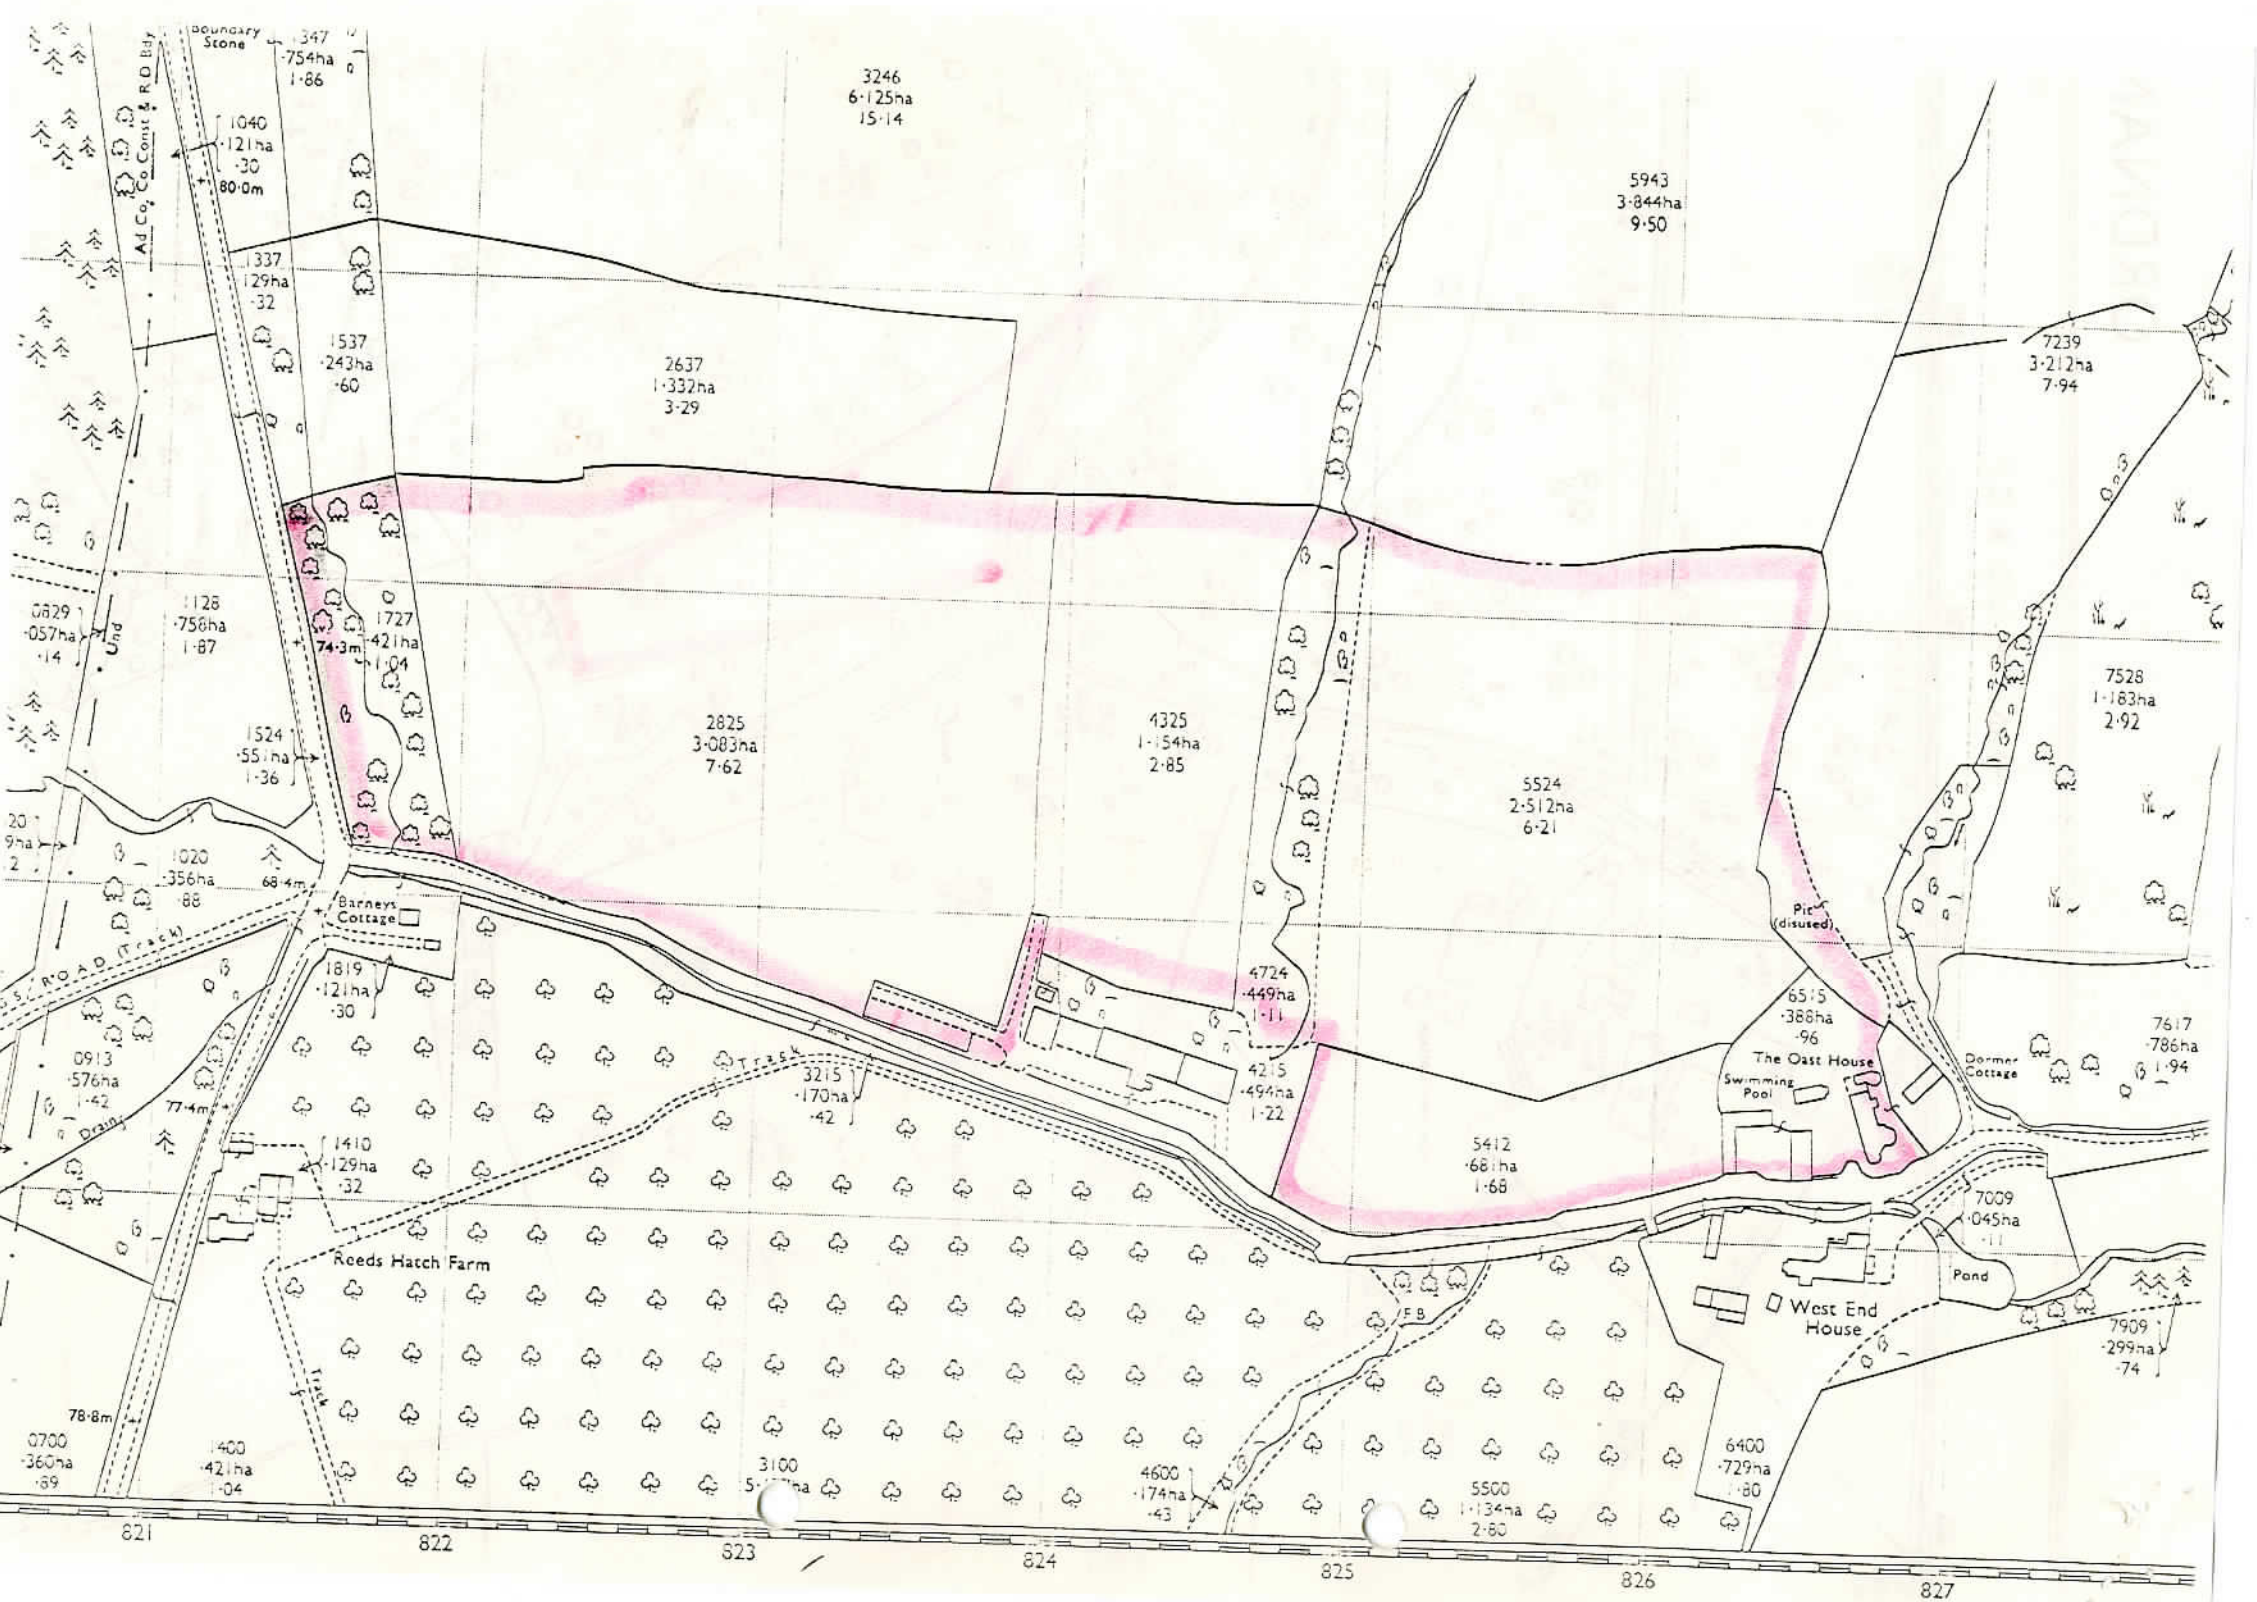 Boundary
Stone
347
·754ha
1·86
3246
6·125ha
15·14
Ad Co, Co Const & R D Bdy
1040
·121ha
·30
80·0m
5943
3·844ha
9·50
1337
·129ha
·32
1537
·243ha
·60
2637
1·332ha
3·29
7239
3·212ha
7·94
0829
·057ha
·14
Und
1128
·758ha
1·87
1727
·421ha
1·04
74·3m
7528
1·183ha
2·92
1524
·551ha
1·36
2825
3·083ha
7·62
4325
1·154ha
2·85
5524
2·512ha
6·21
20
9ha
2
1020
·356ha
·88
68·4m
Barneys
Cottage
Pit
(disused)
ROAD (Track)
1819
·121ha
·30
4724
·449ha
1·11
6515
·388ha
·96
7617
·786ha
1·94
The Oast House
Swimming
Pool
Dormer
Cottage
0913
·576ha
1·42
Drain
77·4m
Track
3215
·170ha
·42
4215
·494ha
1·22
1410
·129ha
·32
5412
·681ha
1·68
7009
·045ha
·11
Reeds Hatch Farm
Pond
F B
West End
House
7909
·299ha
·74
Track
78·8m
0700
·360ha
·89
1400
·421ha
1·04
3100
4600
·174ha
·43
5500
1·134ha
2·80
6400
·729ha
1·80
821
822
823
824
825
826
827